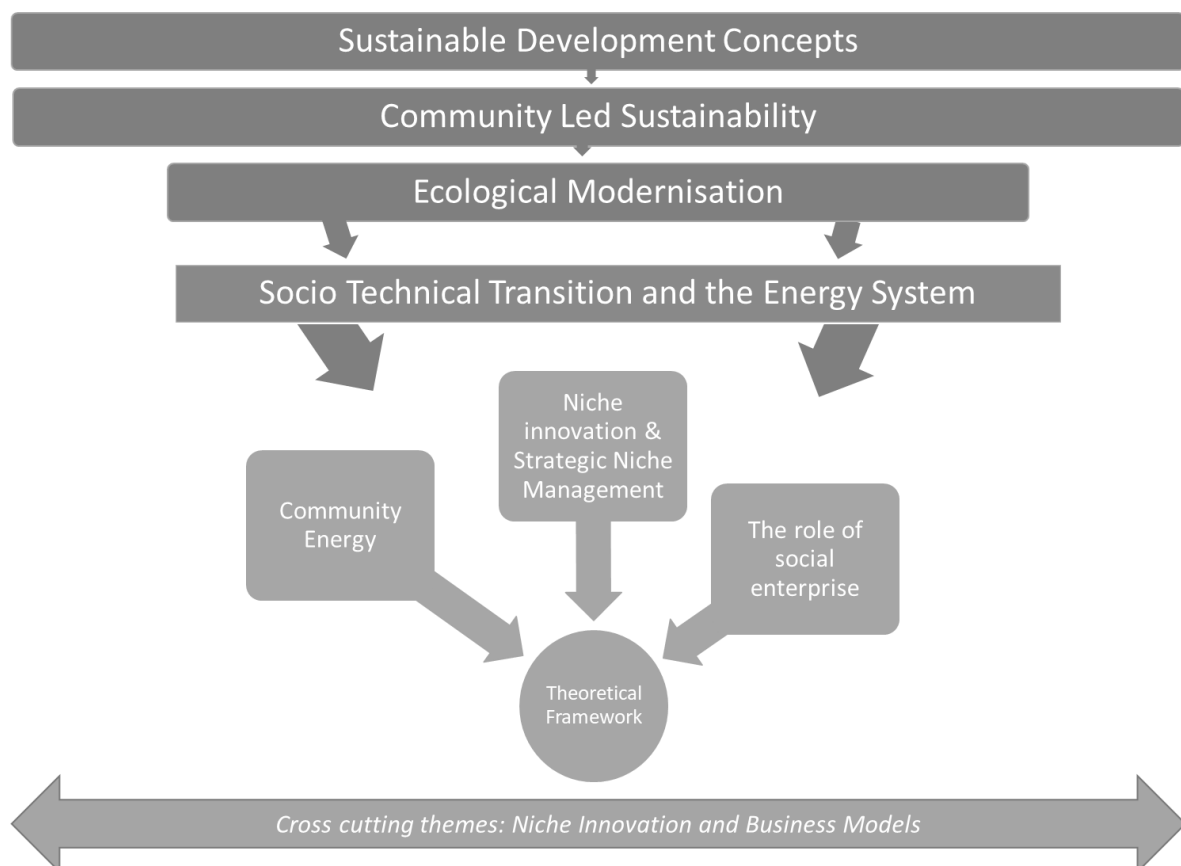 Sustainable Development Concepts
Community Led Sustainability
Ecological Modernisation
Socio Technical Transition and the Energy System
Niche
innovation &
Strategic Niche
Management
Community
Energy
The role of
social
enterprise
Theoretical
Framework
Cross cutting themes: Niche Innovation and Business Models